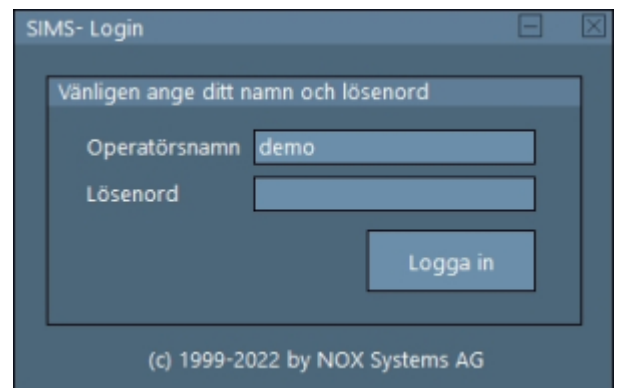 SIMS- Login
Vänligen ange ditt namn och lösenord
Operatörsnamn demo
Lösenord
Logga in
(c) 1999-2022 by NOX Systems AG